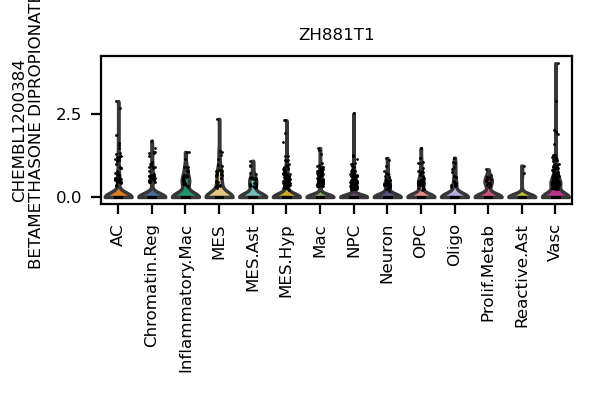 ZH881T1
CHEMBL1200384
BETAMETHASONE DIPROPIONATE
2.5
0.0
AC
Chromatin.Reg
Inflammatory.Mac
MES
MES.Ast
MES.Hyp
Mac
NPC
Neuron
OPC
Oligo
Prolif.Metab
Reactive.Ast
Vasc